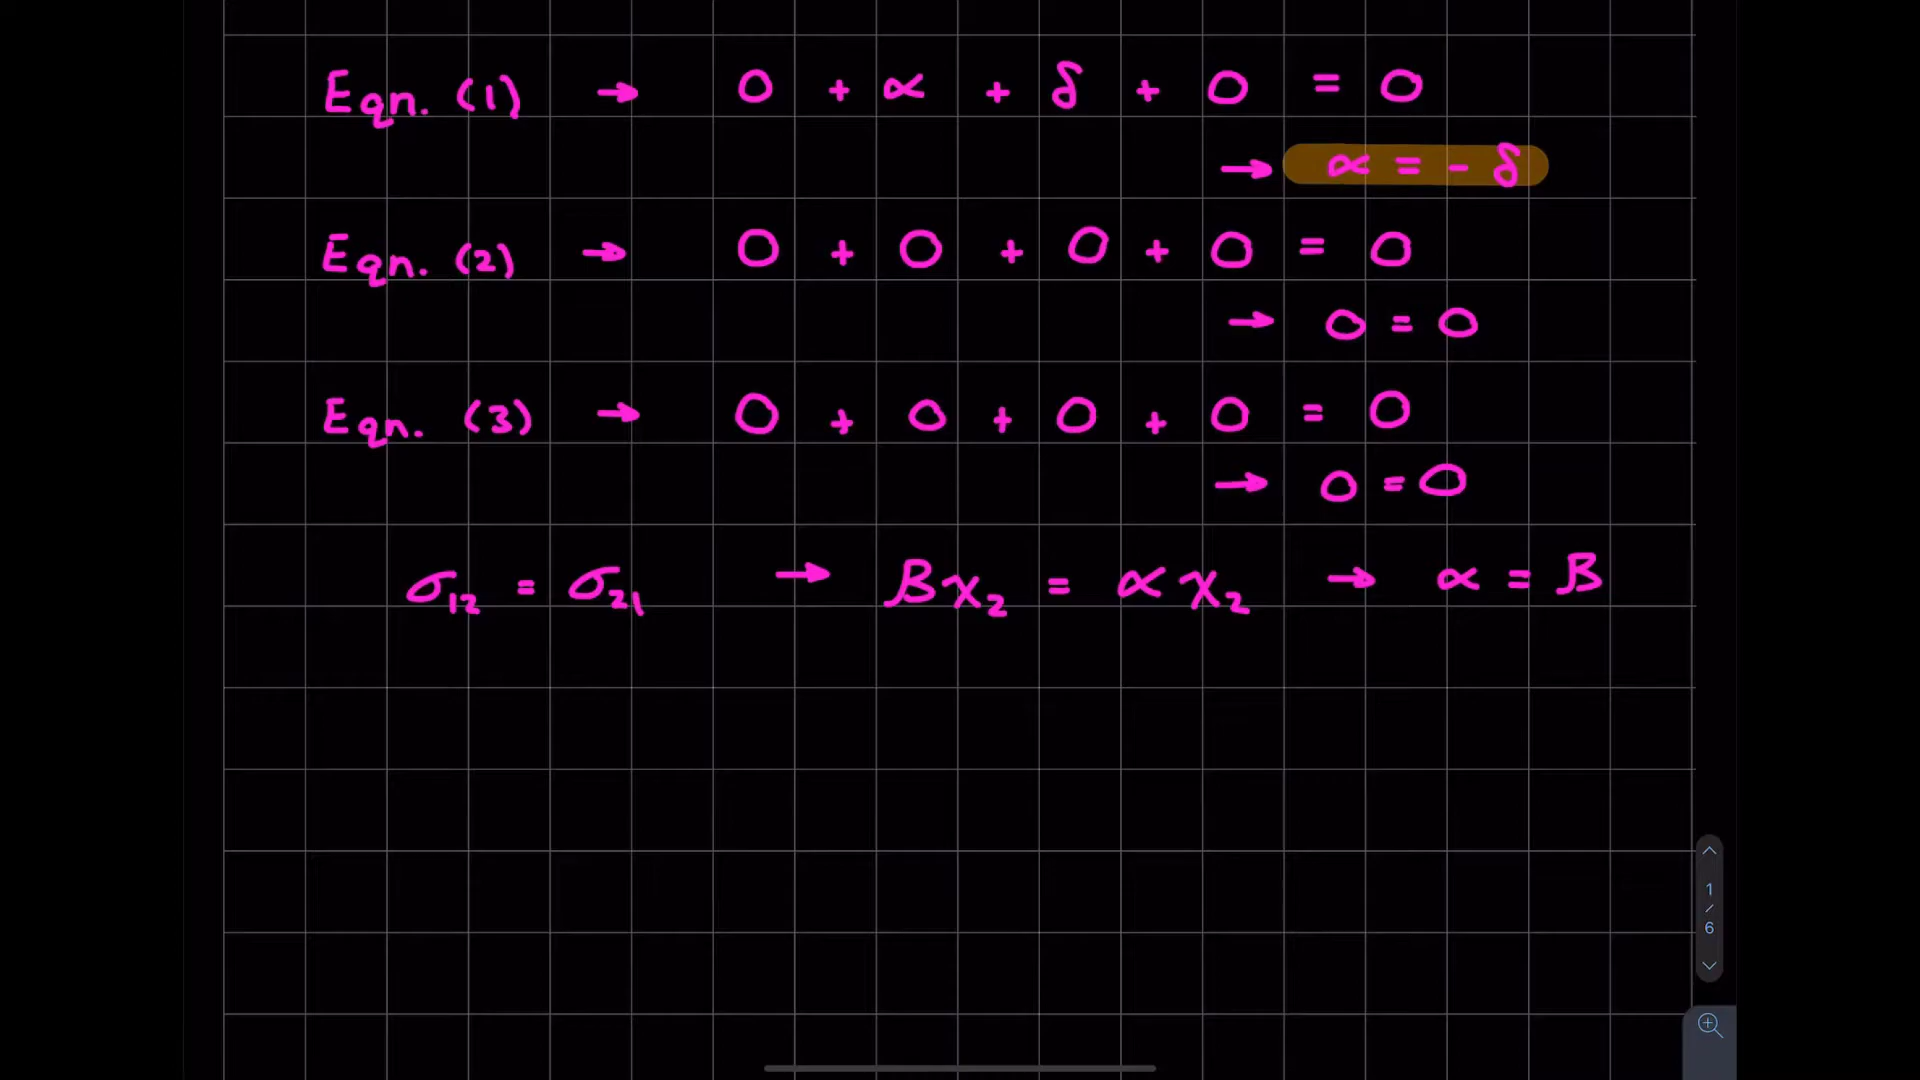 Eqn. (1) → 0 + α + δ + 0 = 0
→ α = - δ
Eqn. (2) → 0 + 0 + 0 + 0 = 0
→ 0 = 0
Eqn. (3) → 0 + 0 + 0 + 0 = 0
→ 0 = 0
σ₁₂ = σ₂₁ → βx₂ = αx₂ → α = β
1
/
6